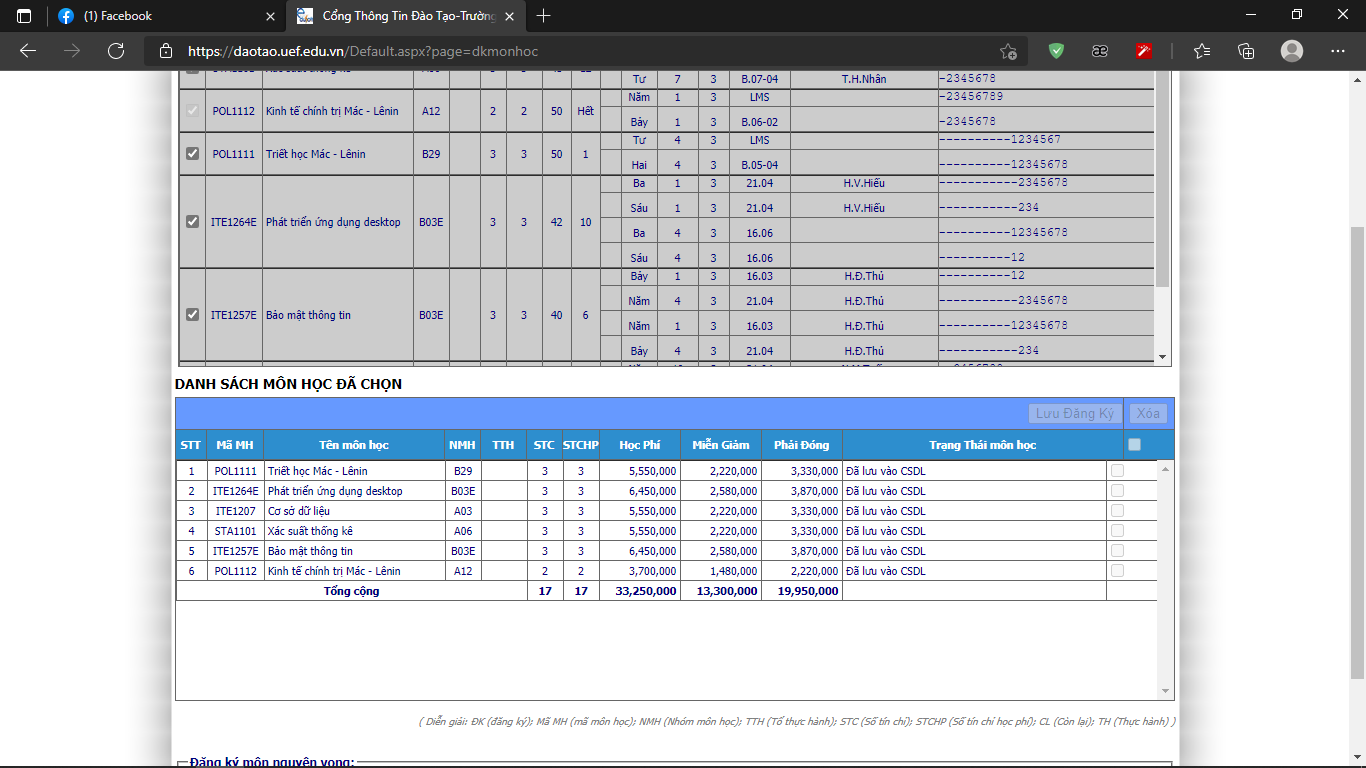 (1) Facebook
Cổng Thông Tin Đào Tạo-Trường
https://daotao.uef.edu.vn/Default.aspx?page=dkmonhoc
Tư 7 3 B.07-04 T.H.Nhân -2345678
POL1112 Kinh tế chính trị Mác - Lênin A12 2 2 50 Hết Năm 1 3 LMS -23456789
Bảy 1 3 B.06-02 -2345678
POL1111 Triết học Mác - Lênin B29 3 3 50 1 Tư 4 3 LMS ----------1234567
Hai 4 3 B.05-04 -----------12345678
ITE1264E Phát triển ứng dụng desktop B03E 3 3 42 10 Ba 1 3 21.04 H.V.Hiếu ------------2345678
Sáu 1 3 21.04 H.V.Hiếu ------------234
Ba 4 3 16.06 -----------12345678
Sáu 4 3 16.06 -----------12
ITE1257E Bảo mật thông tin B03E 3 3 40 6 Bảy 1 3 16.03 H.Đ.Thủ -----------12
Năm 4 3 21.04 H.Đ.Thủ ------------2345678
Năm 1 3 16.03 H.Đ.Thủ -----------12345678
Bảy 4 3 21.04 H.Đ.Thủ ------------234
DANH SÁCH MÔN HỌC ĐÃ CHỌN
Lưu Đăng Ký Xóa
STT Mã MH Tên môn học NMH TTH STC STCHP Học Phí Miễn Giảm Phải Đóng Trạng Thái môn học
1 POL1111 Triết học Mác - Lênin B29 3 3 5,550,000 2,220,000 3,330,000 Đã lưu vào CSDL
2 ITE1264E Phát triển ứng dụng desktop B03E 3 3 6,450,000 2,580,000 3,870,000 Đã lưu vào CSDL
3 ITE1207 Cơ sở dữ liệu A03 3 3 5,550,000 2,220,000 3,330,000 Đã lưu vào CSDL
4 STA1101 Xác suất thống kê A06 3 3 5,550,000 2,220,000 3,330,000 Đã lưu vào CSDL
5 ITE1257E Bảo mật thông tin B03E 3 3 6,450,000 2,580,000 3,870,000 Đã lưu vào CSDL
6 POL1112 Kinh tế chính trị Mác - Lênin A12 2 2 3,700,000 1,480,000 2,220,000 Đã lưu vào CSDL
Tổng cộng 17 17 33,250,000 13,300,000 19,950,000
( Diễn giải: ĐK (đăng ký); Mã MH (mã môn học); NMH (Nhóm môn học); TTH (Tổ thực hành); STC (Số tín chỉ); STCHP (Số tín chỉ học phí); CL (Còn lại); TH (Thực hành) )
Đăng ký môn nguyện vọng: